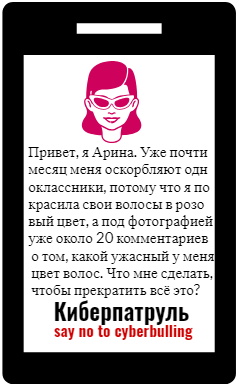 Привет, я Арина. Уже почти
месяц меня оскорбляют одн
оклассники, потому что я по
красила свои волосы в розо
вый цвет, а под фотографией
уже около 20 комментариев
о том, какой ужасный у меня
цвет волос. Что мне сделать,
чтобы прекратить всё это?
Киберпатруль
say no to cyberbulling